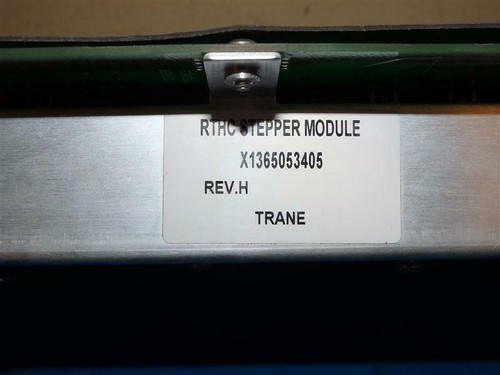 RTHC STEPPER MODULE
X1365053405
REV.H
TRANE